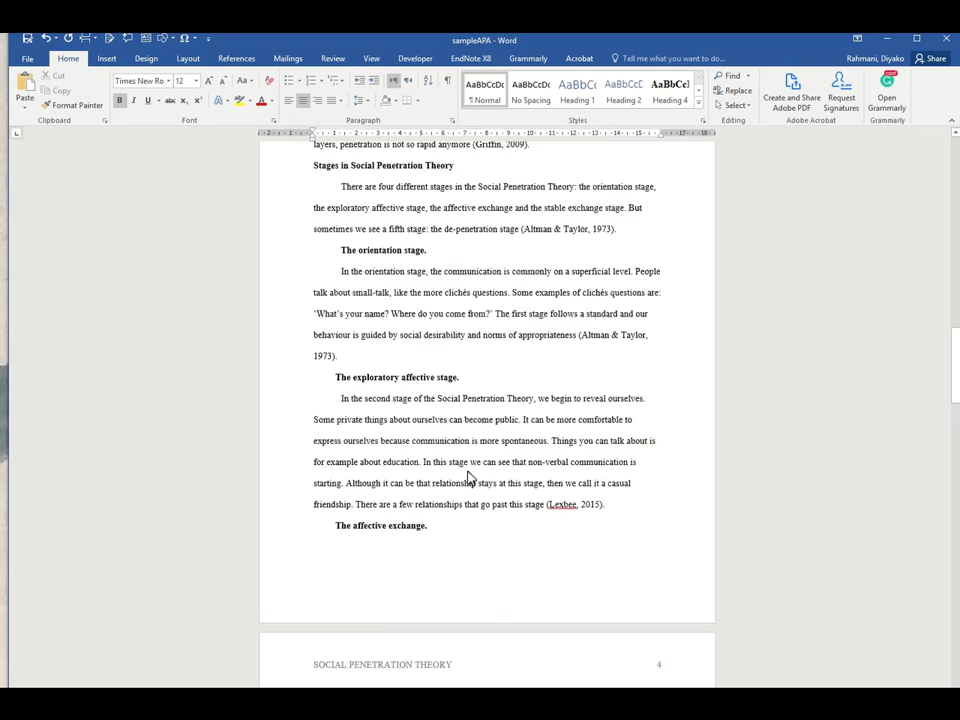 sampleAPA - Word
Rahmani, Diyako
Share
File
Home
Insert
Design
Layout
References
Mailings
Review
View
Developer
EndNote X8
Grammarly
Acrobat
Tell me what you want to do...
Paste
Cut
Copy
Format Painter
Clipboard
Times New Ro
12
Font
Paragraph
AaBbCcDc
¶ Normal
AaBbCcDc
No Spacing
AaBbC
Heading 1
AaBbCcD
Heading 2
AaBbCcI
Heading 4
Styles
Find
Replace
Select
Editing
Create and Share
Adobe PDF
Request
Signatures
Adobe Acrobat
Open
Grammarly
Grammarly
layers, penetration is not so rapid anymore (Griffin, 2009).
Stages in Social Penetration Theory
There are four different stages in the Social Penetration Theory: the orientation stage,
the exploratory affective stage, the affective exchange and the stable exchange stage. But
sometimes we see a fifth stage: the de-penetration stage (Altman & Taylor, 1973).
The orientation stage.
In the orientation stage, the communication is commonly on a superficial level. People
talk about small-talk, like the more clichés questions. Some examples of clichés questions are:
‘What’s your name? Where do you come from?’ The first stage follows a standard and our
behaviour is guided by social desirability and norms of appropriateness (Altman & Taylor,
1973).
The exploratory affective stage.
In the second stage of the Social Penetration Theory, we begin to reveal ourselves.
Some private things about ourselves can become public. It can be more comfortable to
express ourselves because communication is more spontaneous. Things you can talk about is
for example about education. In this stage we can see that non-verbal communication is
starting. Although it can be that relationship stays at this stage, then we call it a casual
friendship. There are a few relationships that go past this stage (Lexbee, 2015).
The affective exchange.
SOCIAL PENETRATION THEORY
4